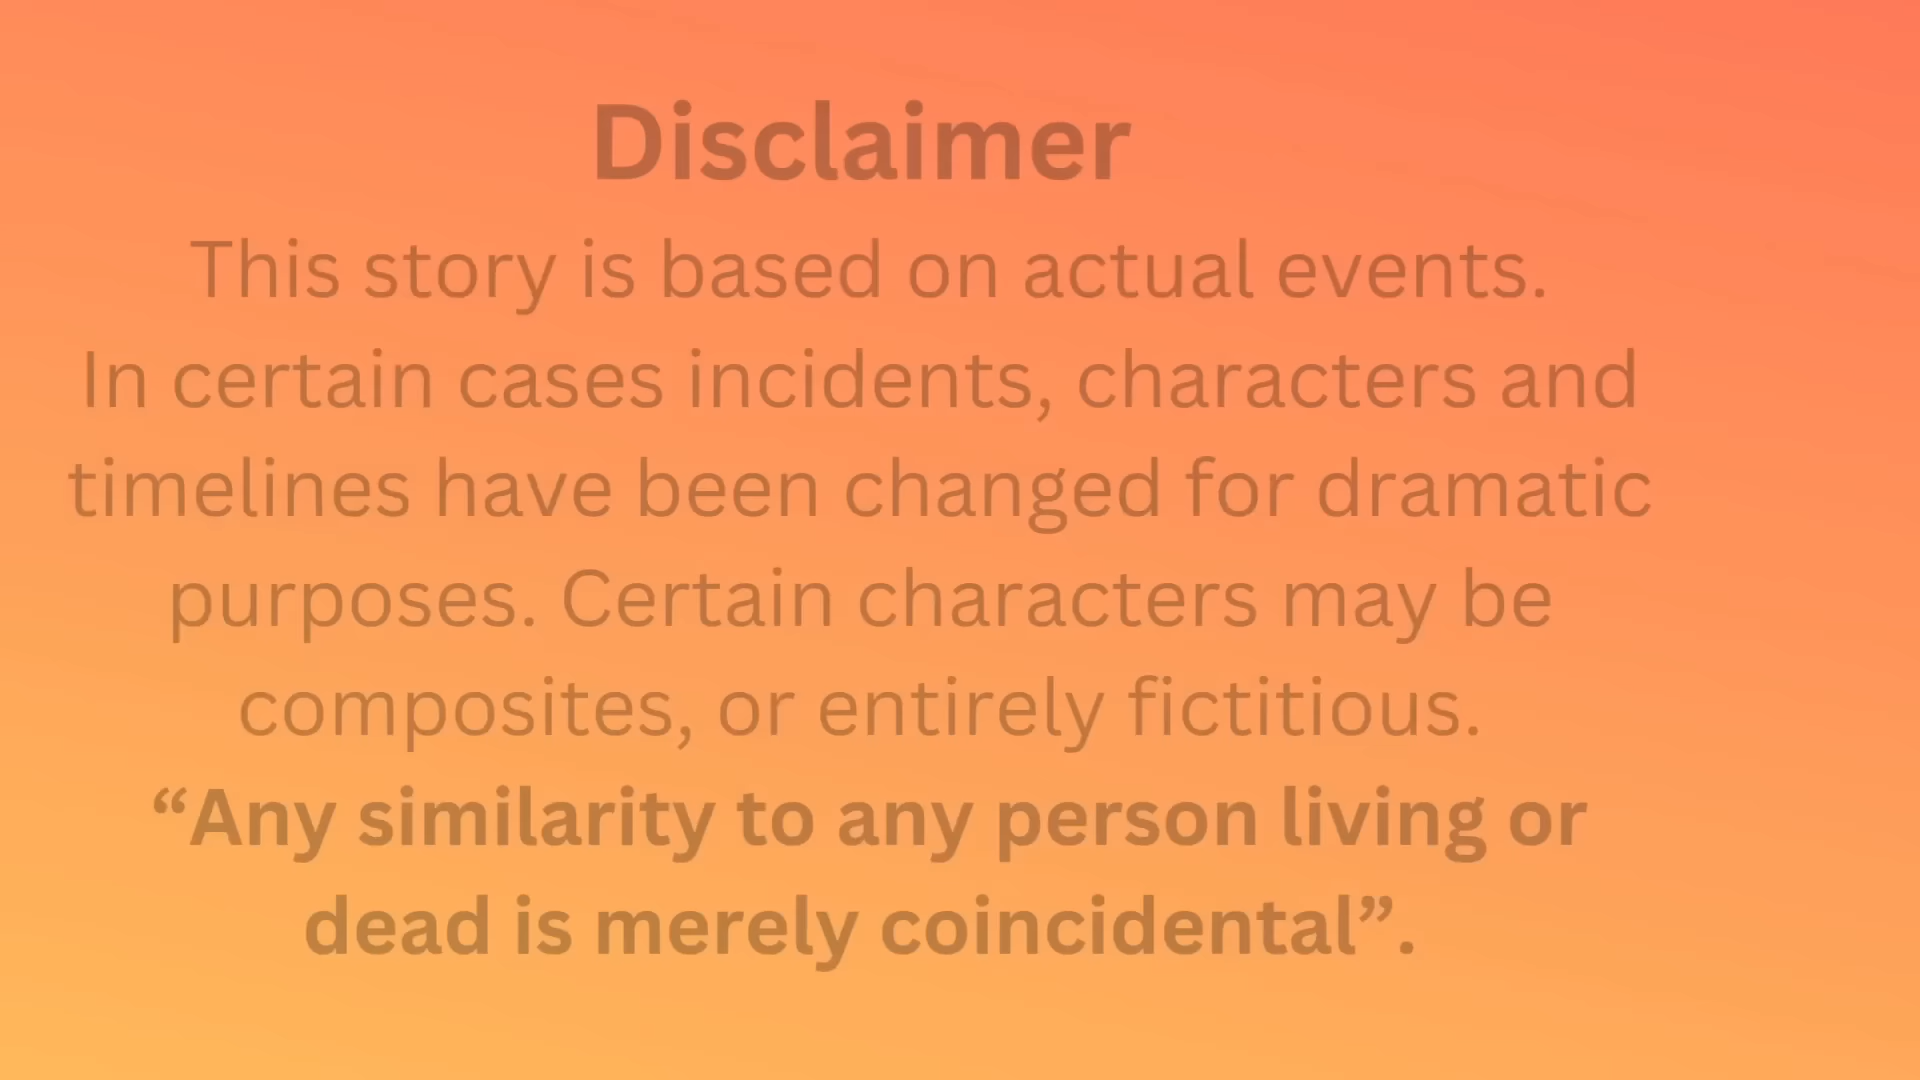 Disclaimer
This story is based on actual events.
In certain cases incidents, characters and
timelines have been changed for dramatic
purposes. Certain characters may be
composites, or entirely fictitious.
“Any similarity to any person living or
dead is merely coincidental”.